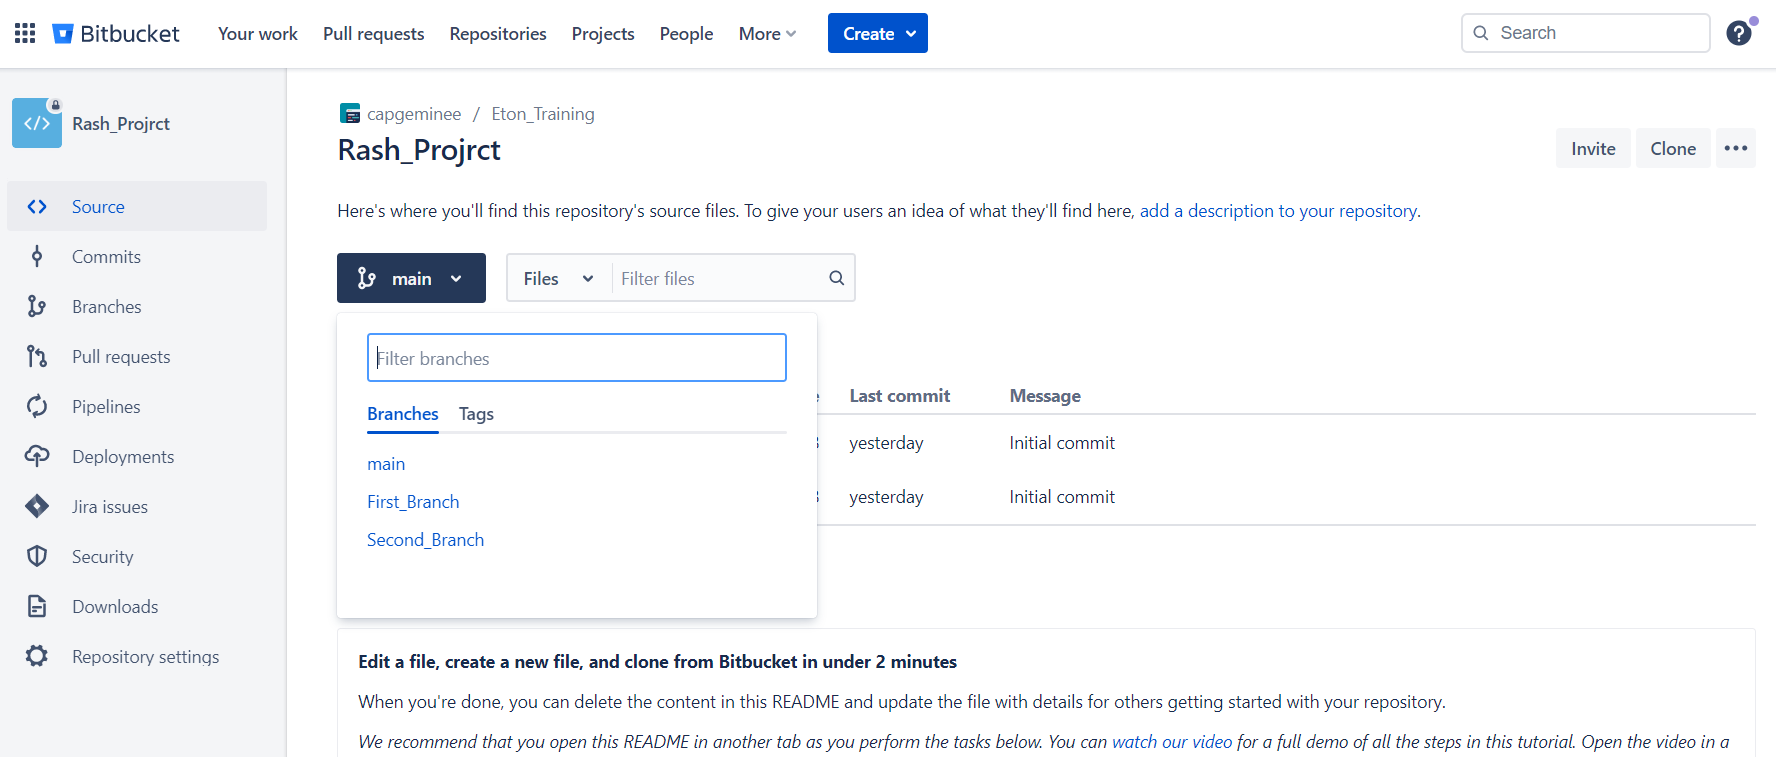 Bitbucket Your work Pull requests Repositories Projects People More Create Search ?
</> Rash_Projrct
Source
Commits
Branches
Pull requests
Pipelines
Deployments
Jira issues
Security
Downloads
Repository settings
capgeminee / Eton_Training
Rash_Projrct
Invite Clone
Here's where you'll find this repository's source files. To give your users an idea of what they'll find here, add a description to your repository.
main Files Filter files
Filter branches
Branches Tags
main
First_Branch
Second_Branch
Last commit Message
yesterday Initial commit
yesterday Initial commit
Edit a file, create a new file, and clone from Bitbucket in under 2 minutes
When you're done, you can delete the content in this README and update the file with details for others getting started with your repository.
We recommend that you open this README in another tab as you perform the tasks below. You can watch our video for a full demo of all the steps in this tutorial. Open the video in a